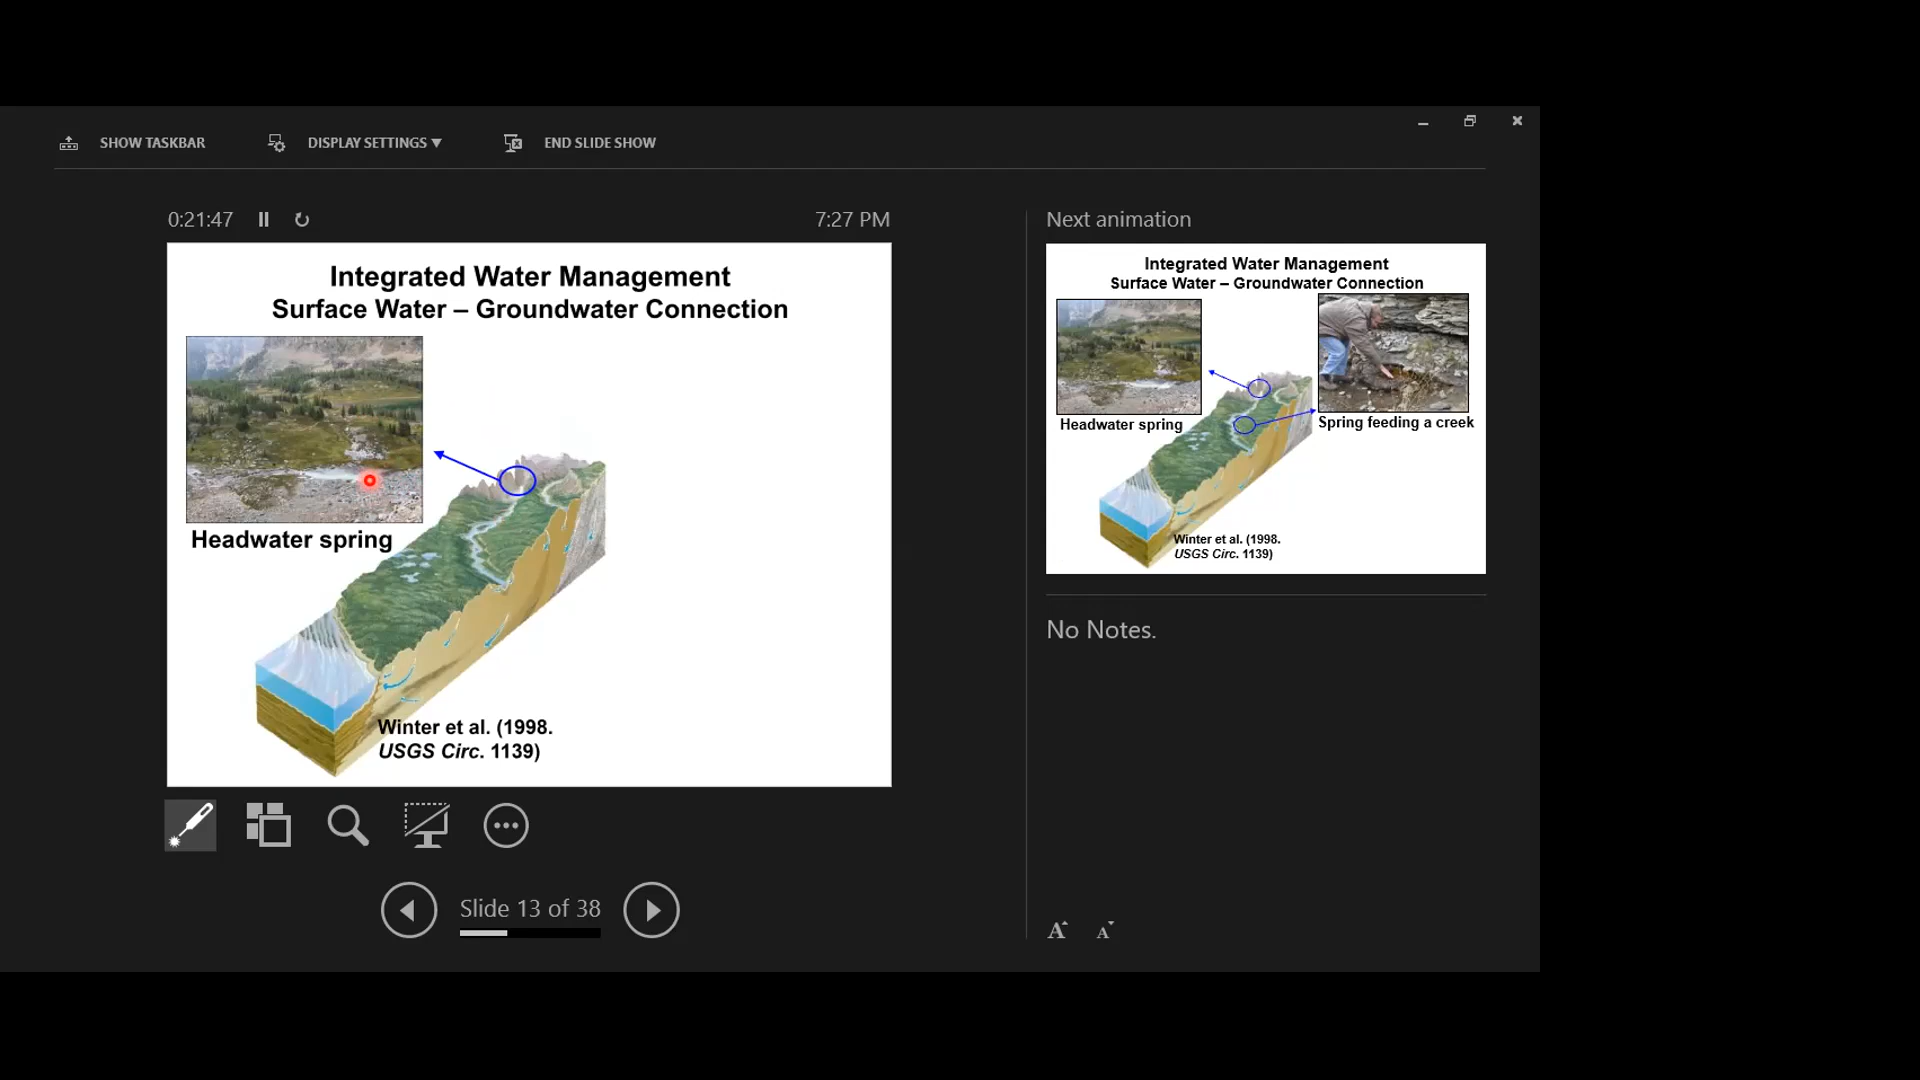 SHOW TASKBAR
DISPLAY SETTINGS ▼
END SLIDE SHOW
0:21:47
7:27 PM
Integrated Water Management
Surface Water – Groundwater Connection
Headwater spring
Winter et al. (1998.
USGS Circ. 1139)
Slide 13 of 38
Next animation
Integrated Water Management
Surface Water – Groundwater Connection
Headwater spring
Spring feeding a creek
Winter et al. (1998.
USGS Circ. 1139)
No Notes.
A A